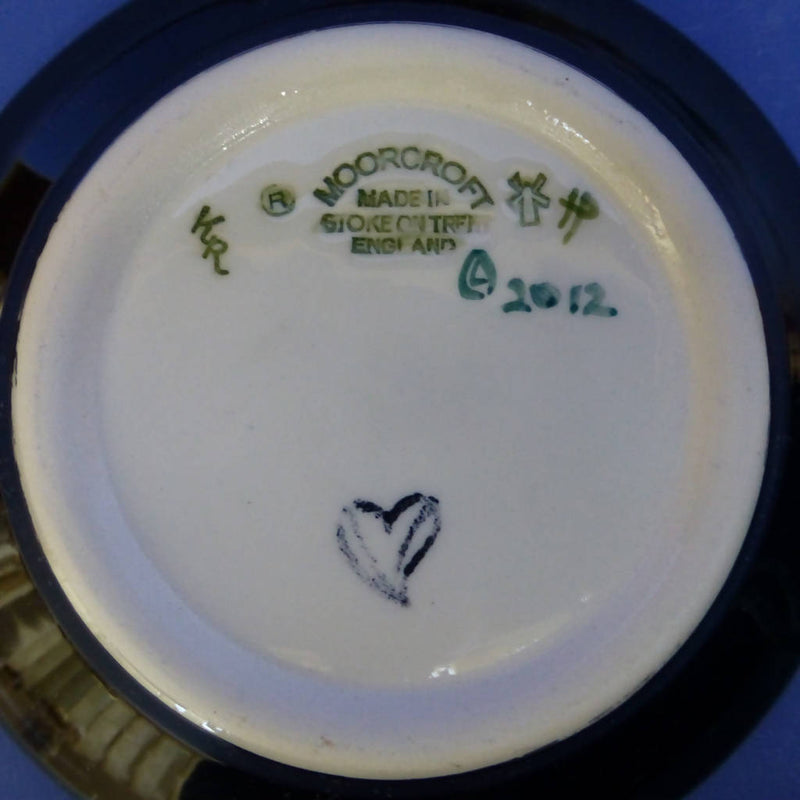 MOORCROFT
® MADE IN
STOKE ON TRENT
ENGLAND
KR
2012